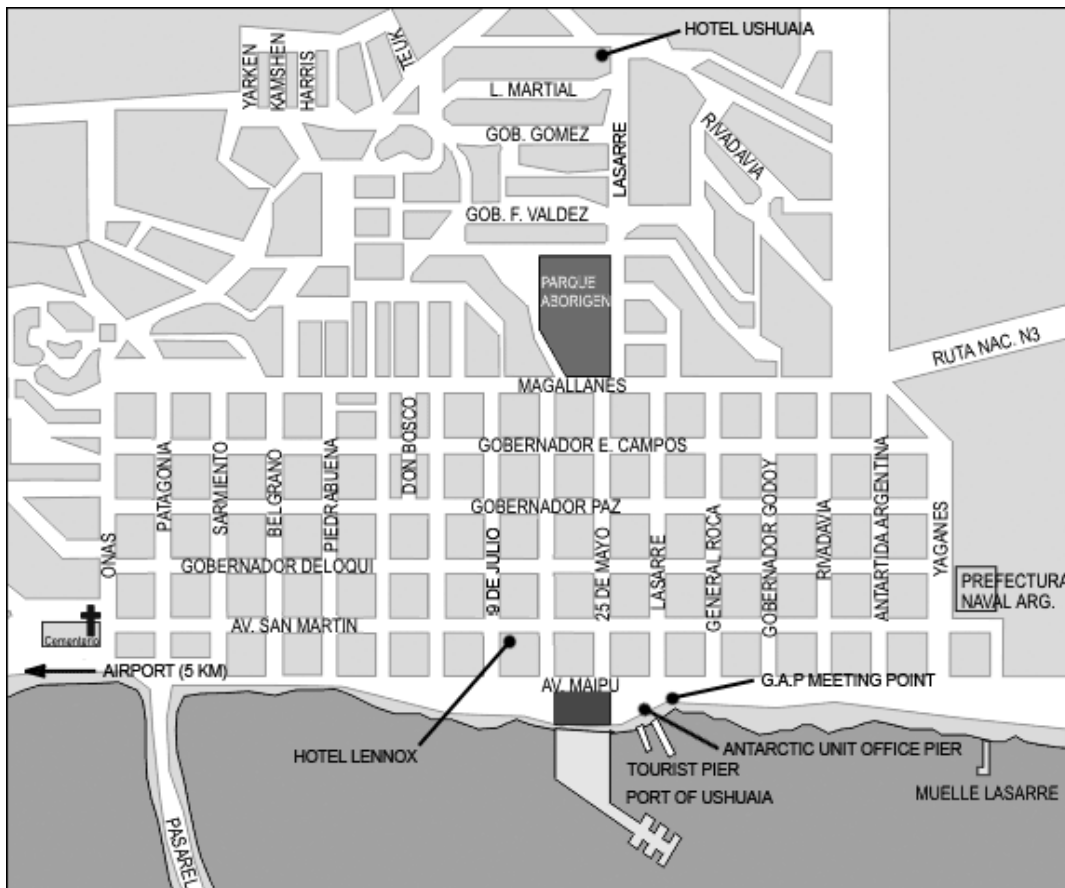 HOTEL USHUAIA
TEUK
YARKEN
KAMSHEN
HARRIS
L. MARTIAL
GOB. GOMEZ
LASARRE
RIVADAVIA
GOB. F. VALDEZ
PARQUE
ABORIGEN
RUTA NAC. N3
MAGALLANES
DON BOSCO
GOBERNADOR E. CAMPOS
PATAGONIA
SARMIENTO
BELGRANO
PIEDRABUENA
GOBERNADOR PAZ
GOBERNADOR GODOY
ANTARTIDA ARGENTINA
ONAS
GOBERNADOR DELOQUI
9 DE JULIO
25 DE MAYO
LASARRE
GENERAL ROCA
RIVADAVIA
YAGANES
PREFECTURA
NAVAL ARG.
AV. SAN MARTIN
Cementerio
AIRPORT (5 KM)
AV. MAIPU
G.A.P MEETING POINT
HOTEL LENNOX
ANTARCTIC UNIT OFFICE PIER
TOURIST PIER
PORT OF USHUAIA
MUELLE LASARRE
PASAREL